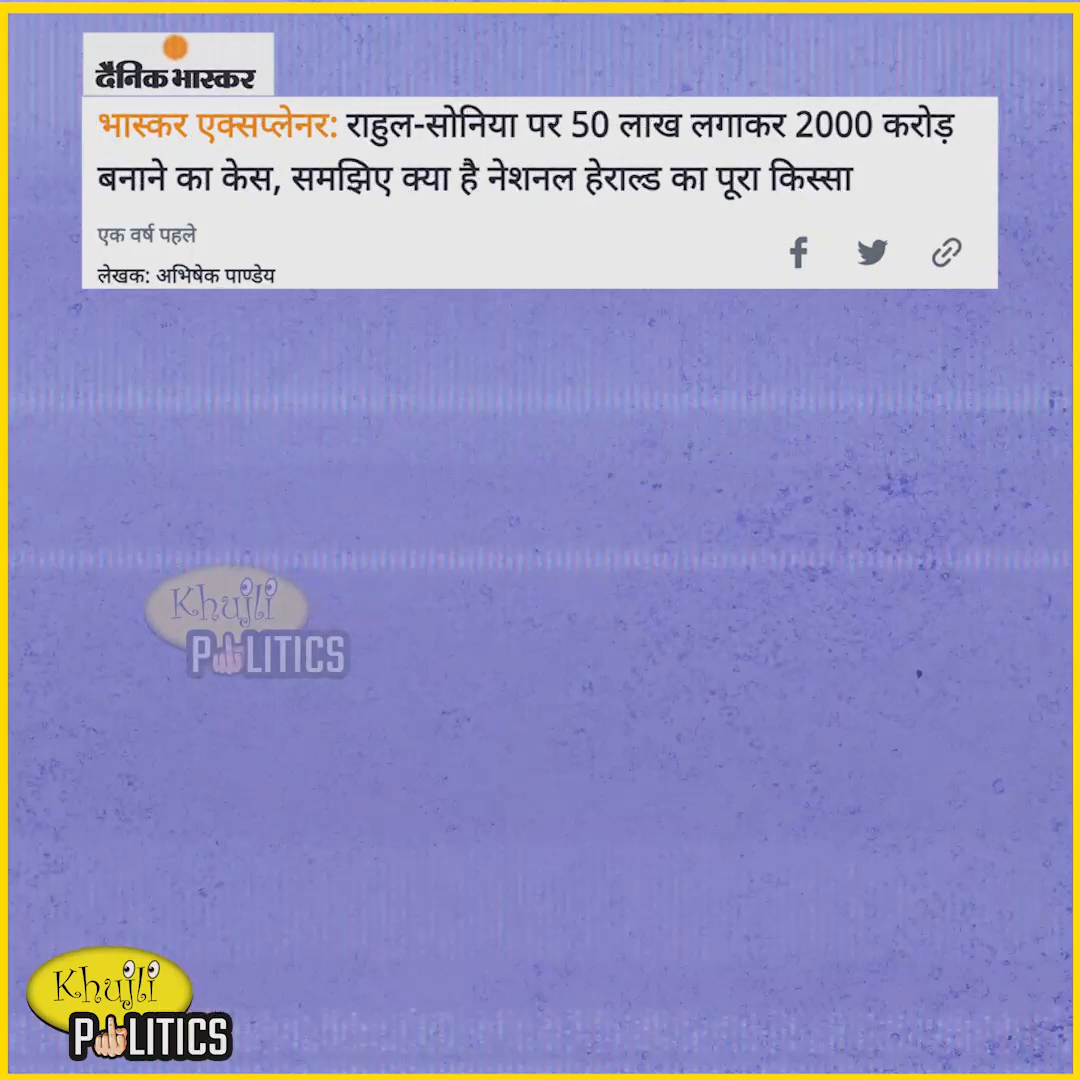 दैनिक भास्कर
भास्कर एक्सप्लेनर: राहुल-सोनिया पर 50 लाख लगाकर 2000 करोड़
बनाने का केस, समझिए क्या है नेशनल हेराल्ड का पूरा किस्सा
एक वर्ष पहले
लेखक: अभिषेक पाण्डेय
Khujli
POLITICS
Khujli
POLITICS